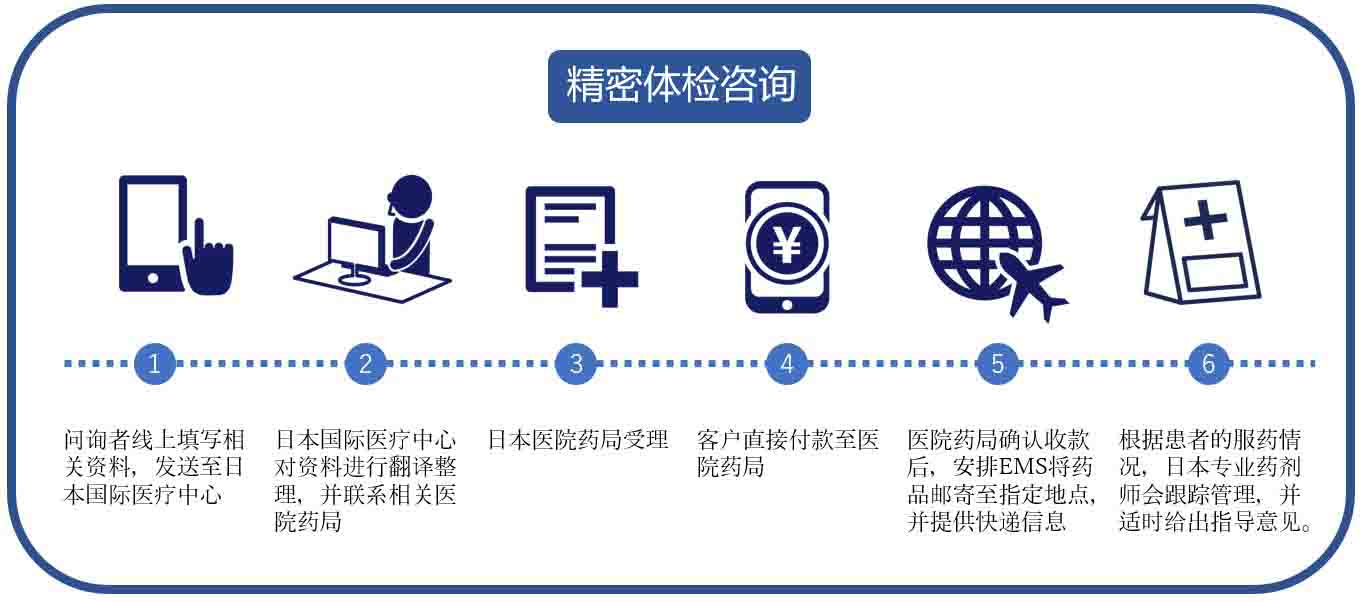 精密体检咨询
¥
1
2
3
4
5
6
问询者线上填写相
关资料，发送至日
本国际医疗中心
日本国际医疗中心
对资料进行翻译整
理，并联系相关医
院药局
日本医院药局受理
客户直接付款至医
院药局
医院药局确认收款
后，安排EMS将药
品邮寄至指定地点,
并提供快递信息
根据患者的服药情
况，日本专业药剂
师会跟踪管理，并
适时给出指导意见。